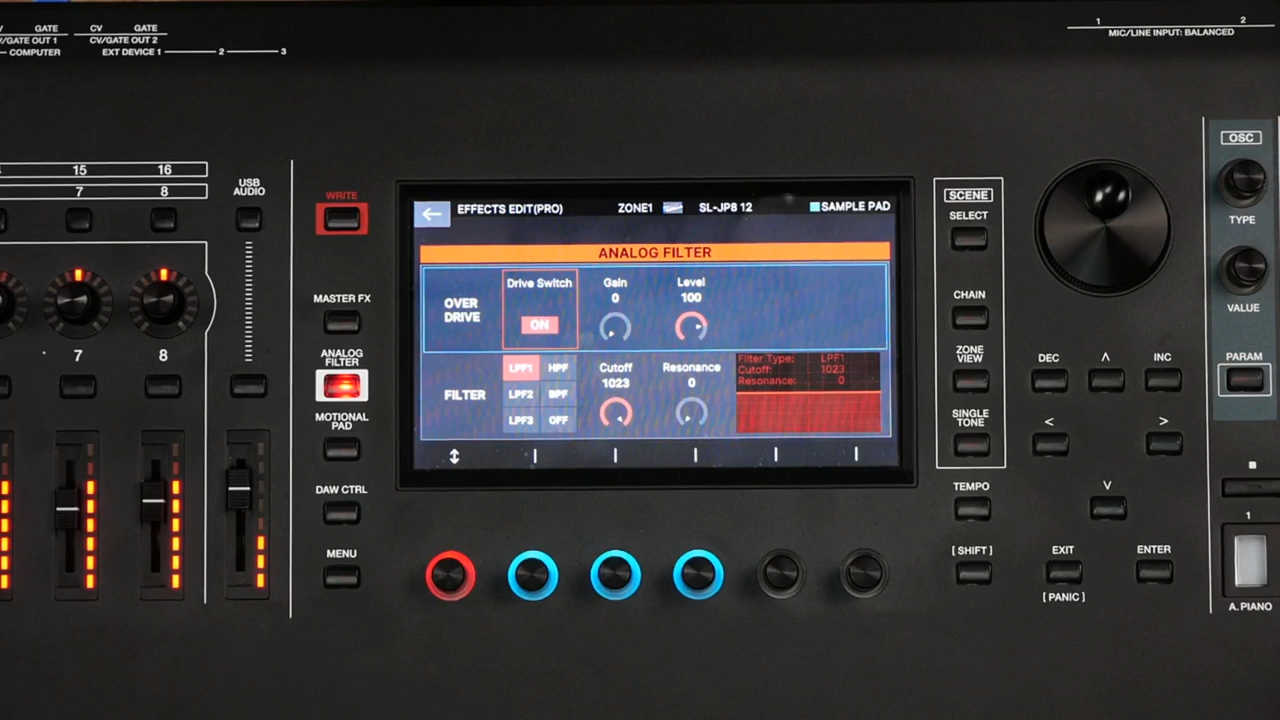 GATE CV GATE
/GATE OUT 1 CV/GATE OUT 2
COMPUTER EXT DEVICE 1 2 3
1 2
MIC/LINE INPUT: BALANCED
15 16
7 8
USB
AUDIO
7 8
WRITE
MASTER FX
ANALOG
FILTER
MOTIONAL
PAD
DAW CTRL
MENU
← EFFECTS EDIT(PRO) ZONE1 SL-JP8 12 SAMPLE PAD
ANALOG FILTER
OVER
DRIVE
Drive Switch Gain Level
0 100
ON
FILTER
LPF1 HPF
LPF2 BPF
LPF3 OFF
Cutoff Resonance
1023 0
Filter Type: LPF1
Cutoff: 1023
Resonance: 0
SCENE
SELECT
CHAIN
ZONE
VIEW
SINGLE
TONE
TEMPO
[ SHIFT ]
DEC ∧ INC
< >
∨
EXIT ENTER
[ PANIC ]
OSC
TYPE
VALUE
PARAM
1
A. PIANO